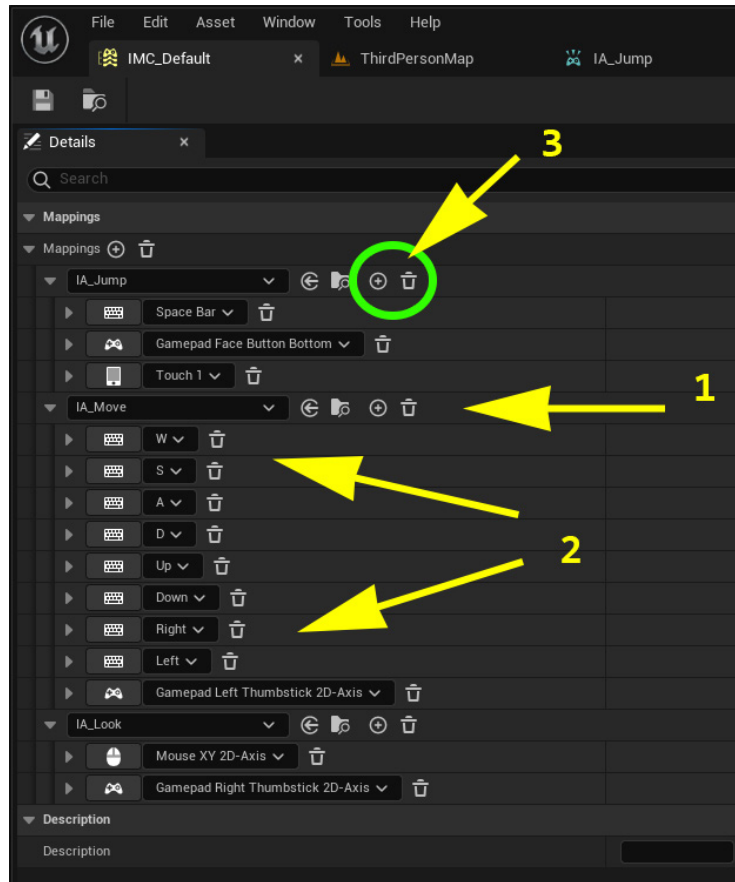 File Edit Asset Window Tools Help
IMC_Default × ThirdPersonMap IA_Jump
Details ×
3
Search
Mappings
Mappings
IA_Jump
Space Bar
Gamepad Face Button Bottom
Touch 1
1
IA_Move
W
S
A
D
2
Up
Down
Right
Left
Gamepad Left Thumbstick 2D-Axis
IA_Look
Mouse XY 2D-Axis
Gamepad Right Thumbstick 2D-Axis
Description
Description